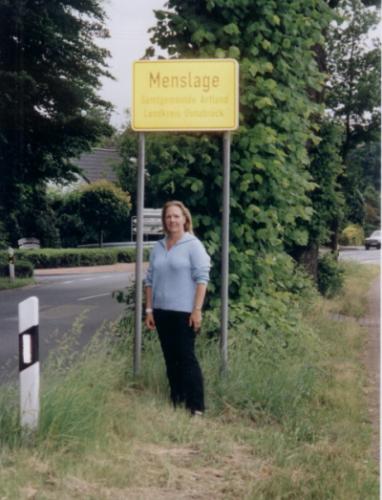 Menslage
Samtgemeinde Artland
Landkreis Osnabrück